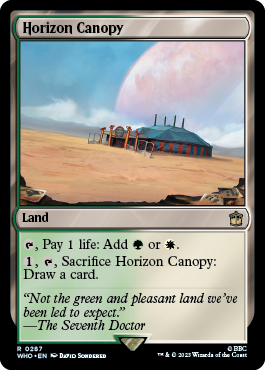 Horizon Canopy
Land
, Pay 1 life: Add or .
1, , Sacrifice Horizon Canopy:
Draw a card.
“Not the green and pleasant land we’ve
been led to expect.”
—The Seventh Doctor
R 0267
WHO • EN DAVID SONDERED
© BBC
™ & © 2023 Wizards of the Coast